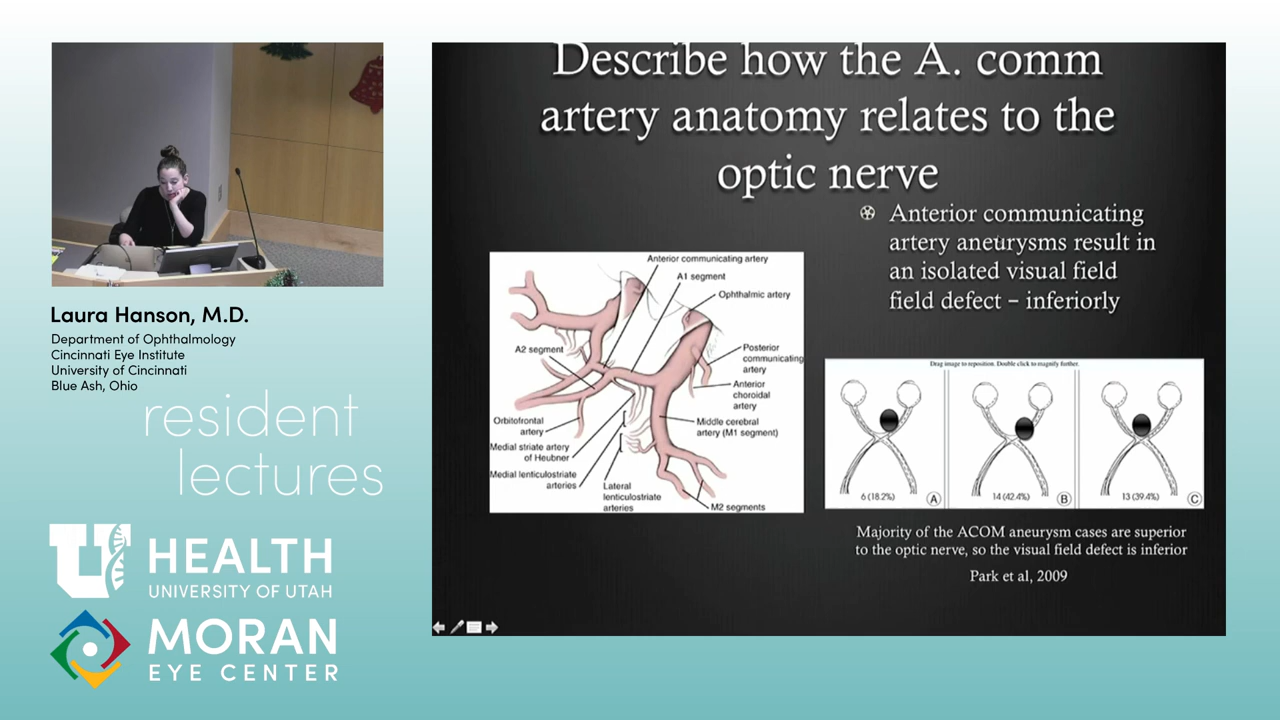 Describe how the A. comm
artery anatomy relates to the
optic nerve
Anterior communicating
artery aneurysms result in
an isolated visual field
field defect – inferiorly
Anterior communicating artery
A1 segment
Ophthalmic artery
A2 segment
Posterior
communicating
artery
Anterior
choroidal
artery
Orbitofrontal
artery
Middle cerebral
artery (M1 segment)
Medial striate artery
of Heubner
Medial lenticulostriate
arteries
Lateral
lenticulostriate
arteries
M2 segments
Drag image to reposition. Double click to magnify further.
6 (18.2%)
A
14 (42.4%)
B
13 (39.4%)
C
Majority of the ACOM aneurysm cases are superior
to the optic nerve, so the visual field defect is inferior
Park et al, 2009
Laura Hanson, M.D.
Department of Ophthalmology
Cincinnati Eye Institute
University of Cincinnati
Blue Ash, Ohio
resident
lectures
U HEALTH
UNIVERSITY OF UTAH
MORAN
EYE CENTER